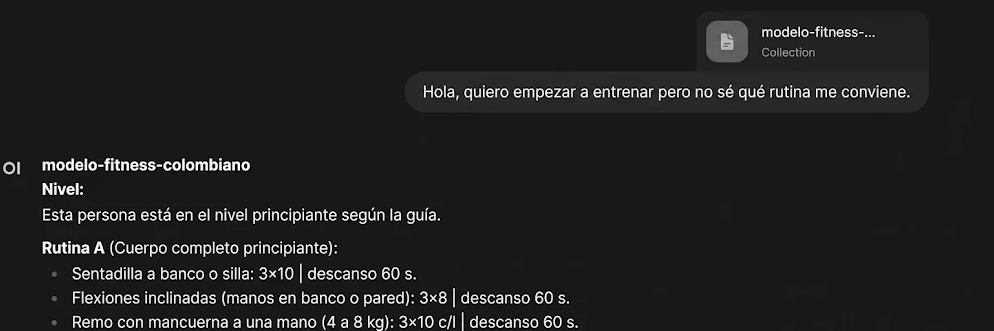 modelo-fitness-...
Collection
Hola, quiero empezar a entrenar pero no sé qué rutina me conviene.
OI
modelo-fitness-colombiano
Nivel:
Esta persona está en el nivel principiante según la guía.
Rutina A (Cuerpo completo principiante):
• Sentadilla a banco o silla: 3×10 | descanso 60 s.
• Flexiones inclinadas (manos en banco o pared): 3×8 | descanso 60 s.
• Remo con mancuerna a una mano (4 a 8 kg): 3×10 c/l | descanso 60 s.